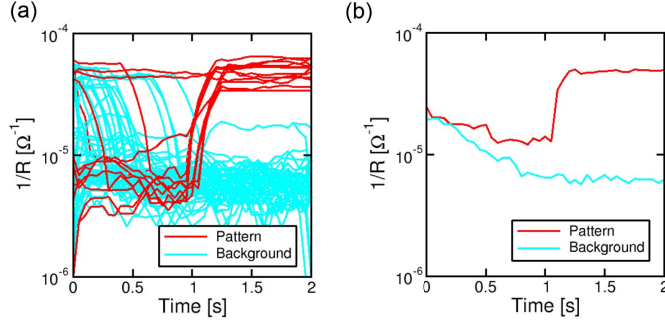 (a)
10⁻⁴
10⁻⁵
10⁻⁶
1/R [Ω⁻¹]
Pattern
Background
0
0.5
1
1.5
2
Time [s]
(b)
10⁻⁴
10⁻⁵
10⁻⁶
1/R [Ω⁻¹]
Pattern
Background
0
0.5
1
1.5
2
Time [s]